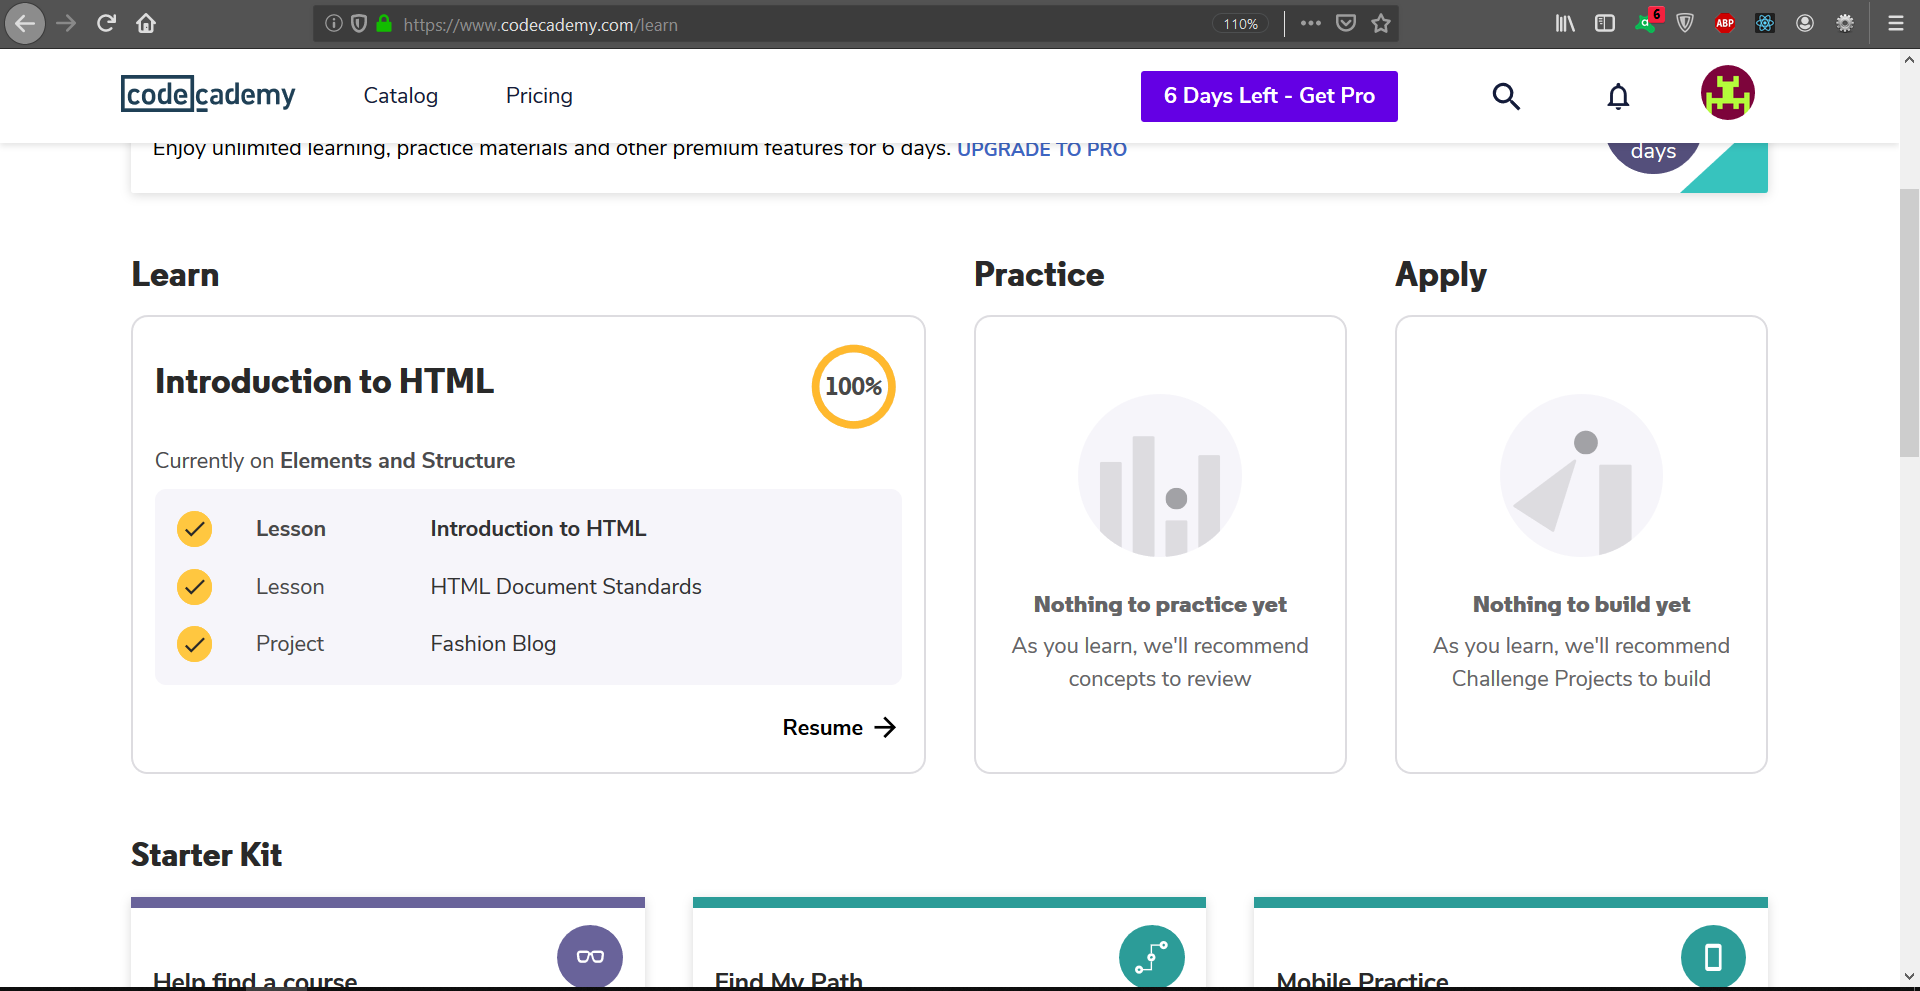 https://www.codecademy.com/learn
110%
6
a
ABP
codecademy
Catalog
Pricing
6 Days Left - Get Pro
Enjoy unlimited learning, practice materials and other premium features for 6 days. UPGRADE TO PRO
days
Learn
Introduction to HTML
100%
Currently on Elements and Structure
Lesson Introduction to HTML
Lesson HTML Document Standards
Project Fashion Blog
Resume
Practice
Nothing to practice yet
As you learn, we'll recommend
concepts to review
Apply
Nothing to build yet
As you learn, we'll recommend
Challenge Projects to build
Starter Kit
Help find a course
Find My Path
Mobile Practice